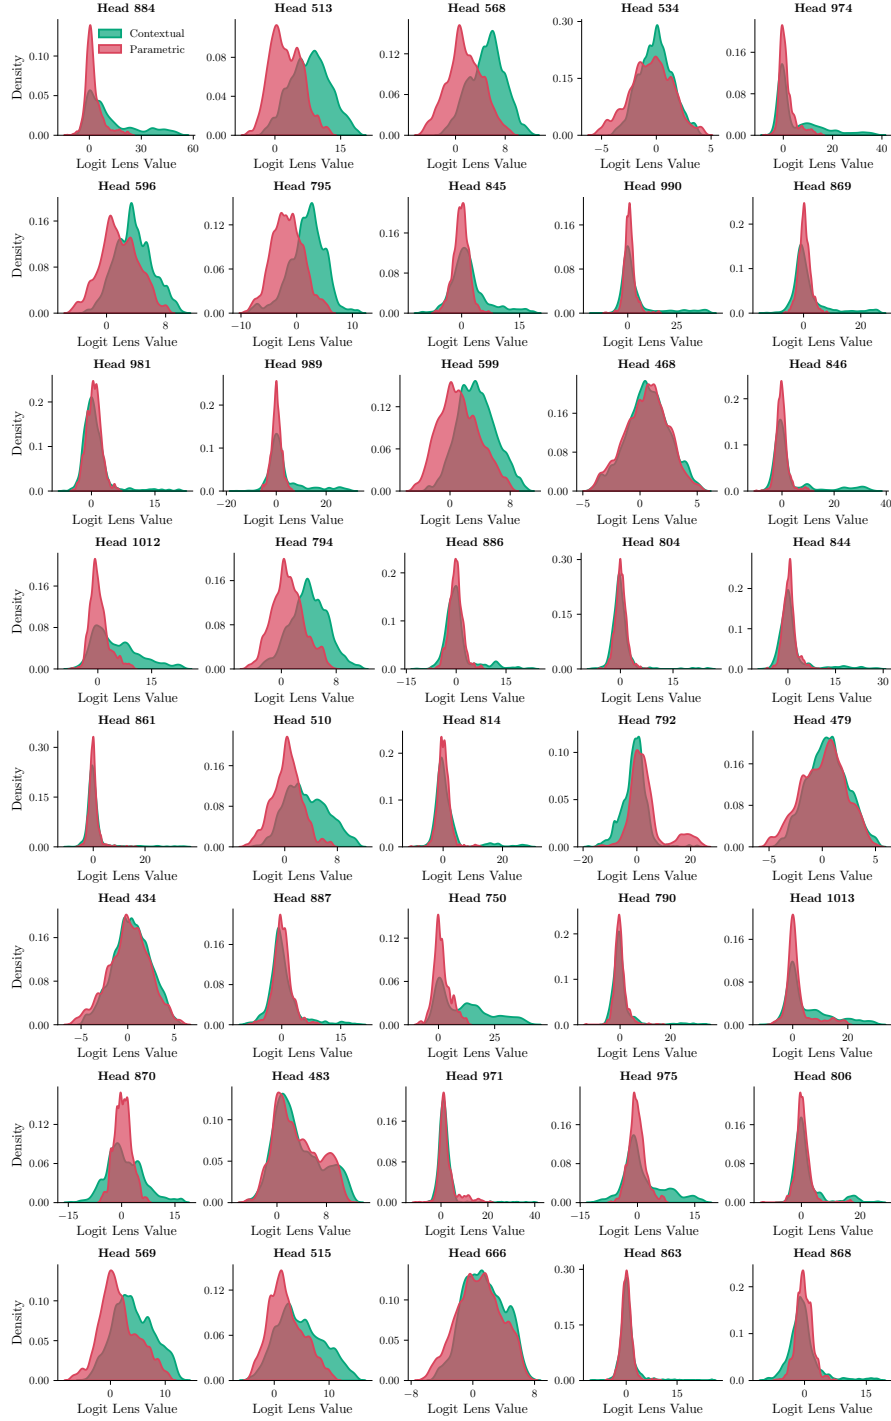 Head 884
Head 513
Head 568
Head 534
Head 974
Contextual
Parametric
Density
0.00
0.05
0.10
0
30
60
0.00
0.04
0.08
0
15
0.00
0.05
0.10
0.15
0
8
0.00
0.15
0.30
−5
0
5
0.00
0.08
0.16
0
20
40
Logit Lens Value
Logit Lens Value
Logit Lens Value
Logit Lens Value
Logit Lens Value
Head 596
Head 795
Head 845
Head 990
Head 869
Density
0.00
0.08
0.16
0
8
0.00
0.06
0.12
−10
0
10
0.00
0.08
0.16
0
15
0.00
0.08
0.16
0
25
0.00
0.1
0.2
0
20
Logit Lens Value
Logit Lens Value
Logit Lens Value
Logit Lens Value
Logit Lens Value
Head 981
Head 989
Head 599
Head 468
Head 846
Density
0.00
0.1
0.2
0
15
0.00
0.1
0.2
−20
0
20
0.00
0.06
0.12
0
8
0.00
0.08
0.16
−5
0
5
0.00
0.1
0.2
0
20
40
Logit Lens Value
Logit Lens Value
Logit Lens Value
Logit Lens Value
Logit Lens Value
Head 1012
Head 794
Head 886
Head 804
Head 844
Density
0.00
0.08
0.16
0
15
0.00
0.08
0.16
0
8
0.00
0.1
0.2
−15
0
15
0.00
0.15
0.30
0
15
0.00
0.1
0.2
0
15
30
Logit Lens Value
Logit Lens Value
Logit Lens Value
Logit Lens Value
Logit Lens Value
Head 861
Head 510
Head 814
Head 792
Head 479
Density
0.00
0.15
0.30
0
20
0.00
0.08
0.16
0
8
0.00
0.1
0.2
0
20
0.00
0.05
0.10
−20
0
20
0.00
0.08
0.16
−5
0
5
Logit Lens Value
Logit Lens Value
Logit Lens Value
Logit Lens Value
Logit Lens Value
Head 434
Head 887
Head 750
Head 790
Head 1013
Density
0.00
0.08
0.16
−5
0
5
0.00
0.1
0.2
0
15
0.00
0.06
0.12
0
25
0.00
0.1
0.2
0
20
0.00
0.08
0.16
0
20
Logit Lens Value
Logit Lens Value
Logit Lens Value
Logit Lens Value
Logit Lens Value
Head 870
Head 483
Head 971
Head 975
Head 806
Density
0.00
0.06
0.12
−15
0
15
0.00
0.05
0.10
0
8
0.00
0.08
0.16
0
20
40
0.00
0.1
0.2
−15
0
15
0.00
0.1
0.2
0
20
Logit Lens Value
Logit Lens Value
Logit Lens Value
Logit Lens Value
Logit Lens Value
Head 569
Head 515
Head 666
Head 863
Head 868
Density
0.00
0.05
0.10
0
10
0.00
0.06
0.12
0
10
0.00
0.05
0.10
−8
0
8
0.00
0.15
0.30
0
15
0.00
0.1
0.2
0
15
Logit Lens Value
Logit Lens Value
Logit Lens Value
Logit Lens Value
Logit Lens Value